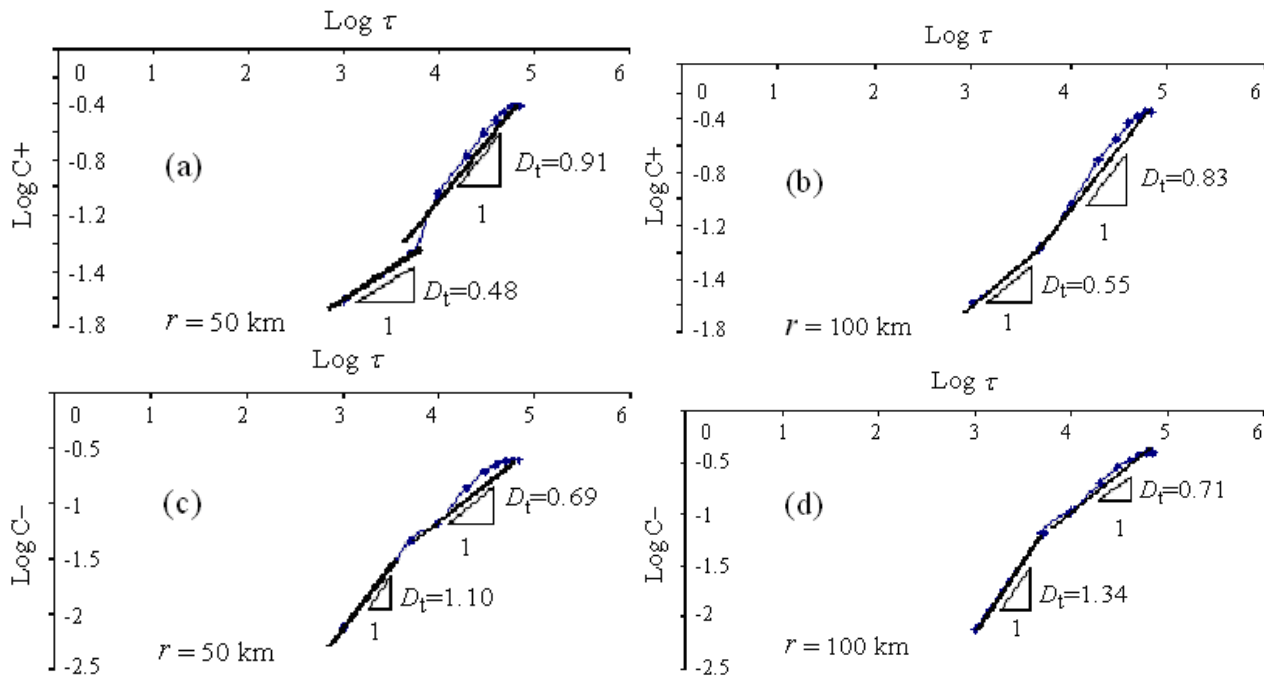 Log τ
0 1 2 3 4 5 6
-0.4
-0.8
-1.2
-1.4
-1.6
-1.8
Log C+
(a)
Dt=0.91
1
Dt=0.48
1
r = 50 km
Log τ
0 1 2 3 4 5 6
-0.4
-0.8
-1.2
-1.4
-1.6
-1.8
Log C+
(b)
Dt=0.83
1
Dt=0.55
1
r = 100 km
Log τ
0 1 2 3 4 5 6
-0.5
-1
-1.5
-2
-2.5
Log C−
(c)
Dt=0.69
1
Dt=1.10
1
r = 50 km
Log τ
0 1 2 3 4 5 6
-0.5
-1
-1.5
-2
-2.5
Log C−
(d)
Dt=0.71
1
Dt=1.34
1
r = 100 km